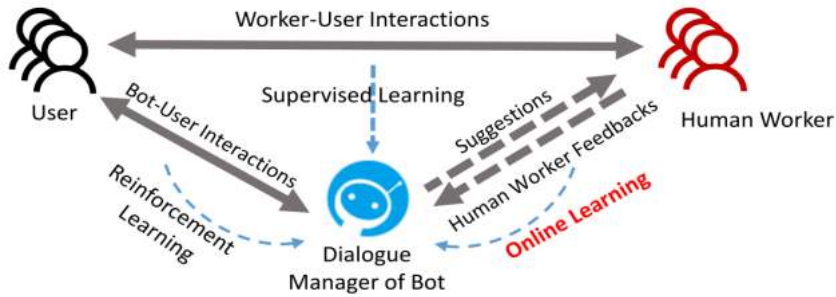 Worker-User Interactions
User
Bot-User Interactions
Supervised Learning
Suggestions
Human Worker Feedbacks
Human Worker
Reinforcement
Learning
Online Learning
Dialogue
Manager of Bot